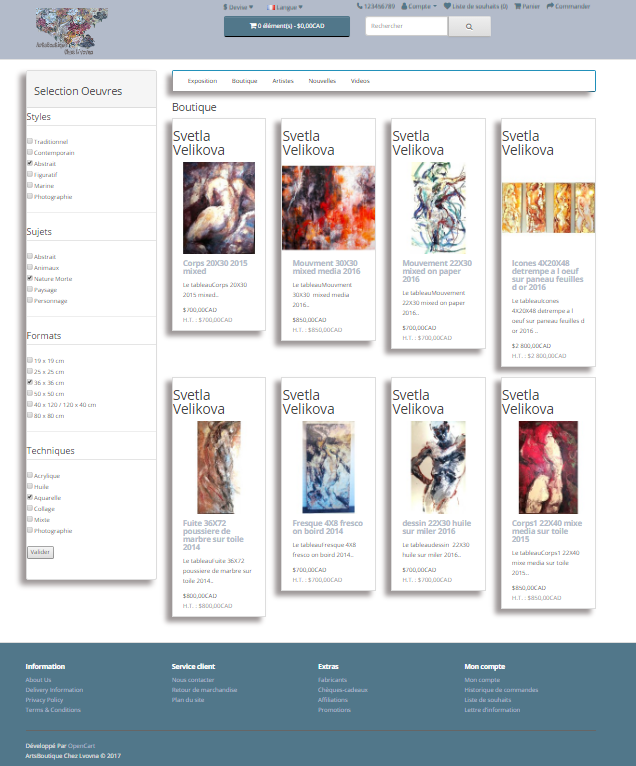 Devise
Langue
123456789
Compte
Liste de souhaits (0)
Panier
Commander
ArtsBoutique
Chez Lvovna
0 élément(s) - $0,00CAD
Rechercher
Selection Oeuvres
Styles
Traditionnel
Contemporain
Abstrait
Figuratif
Marine
Photographie
Sujets
Abstrait
Animaux
Nature Morte
Paysage
Personnage
Formats
19 x 19 cm
25 x 25 cm
36 x 36 cm
50 x 50 cm
40 x 120 / 120 x 40 cm
80 x 80 cm
Techniques
Acrylique
Huile
Aquarelle
Collage
Mixte
Photographie
Valider
Exposition
Boutique
Artistes
Nouvelles
Videos
Boutique
Svetla
Velikova
Corps 20X30 2015
mixed
Le tableauCorps 20X30
2015 mixed..
$700,00CAD
H.T. : $700,00CAD
Svetla
Velikova
Mouvment 30X30
mixed media 2016
Le tableauMouvment
30X30 mixed media
2016..
$850,00CAD
H.T. : $850,00CAD
Svetla
Velikova
Mouvement 22X30
mixed on paper
2016
Le tableauMouvement
22X30 mixed on paper
2016..
$700,00CAD
H.T. : $700,00CAD
Svetla
Velikova
Icones 4X20X48
detrempe a l oeuf
sur paneau feuilles
d or 2016
Le tableauIcones
4X20X48 detrempe a l
oeuf sur paneau feuilles d
or 2016 ..
$2 800,00CAD
H.T. : $2 800,00CAD
Svetla
Velikova
Fuite 36X72
poussiere de
marbre sur toile
2014
Le tableauFuite 36X72
poussiere de marbre sur
toile 2014..
$800,00CAD
H.T. : $800,00CAD
Svetla
Velikova
Fresque 4X8 fresco
on boird 2014
Le tableauFresque 4X8
fresco on boird 2014..
$700,00CAD
H.T. : $700,00CAD
Svetla
Velikova
dessin 22X30 huile
sur miler 2016
Le tableaudessin 22X30
huile sur miler 2016..
$700,00CAD
H.T. : $700,00CAD
Svetla
Velikova
Corps1 22X40 mixe
media sur toile
2015
Le tableauCorps1 22X40
mixe media sur toile
2015..
$850,00CAD
H.T. : $850,00CAD
Information
About Us
Delivery Information
Privacy Policy
Terms & Conditions
Service client
Nous contacter
Retour de marchandise
Plan du site
Extras
Fabricants
Chèques-cadeaux
Affiliations
Promotions
Mon compte
Mon compte
Historique de commandes
Liste de souhaits
Lettre d'information
Développé Par OpenCart
ArtsBoutique Chez Lvovna © 2017